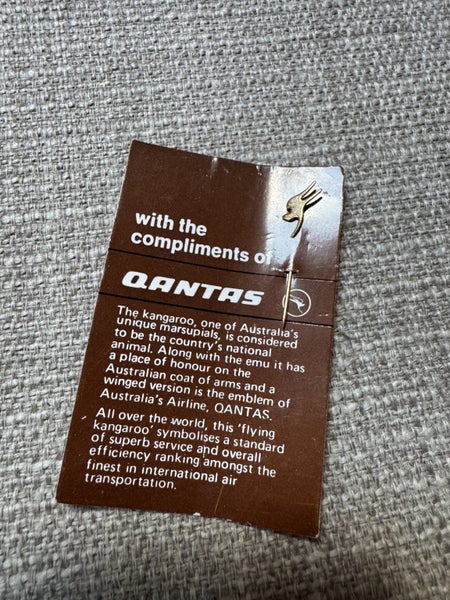 with the
compliments of
QANTAS
The kangaroo, one of Australia's
unique marsupials, is considered
to be the country's national
animal. Along with the emu it has
a place of honour on the
Australian coat of arms and a
winged version is the emblem of
Australia's Airline, QANTAS.
All over the world, this 'flying
kangaroo' symbolises a standard
of superb service and overall
efficiency ranking amongst the
finest in international air
transportation.